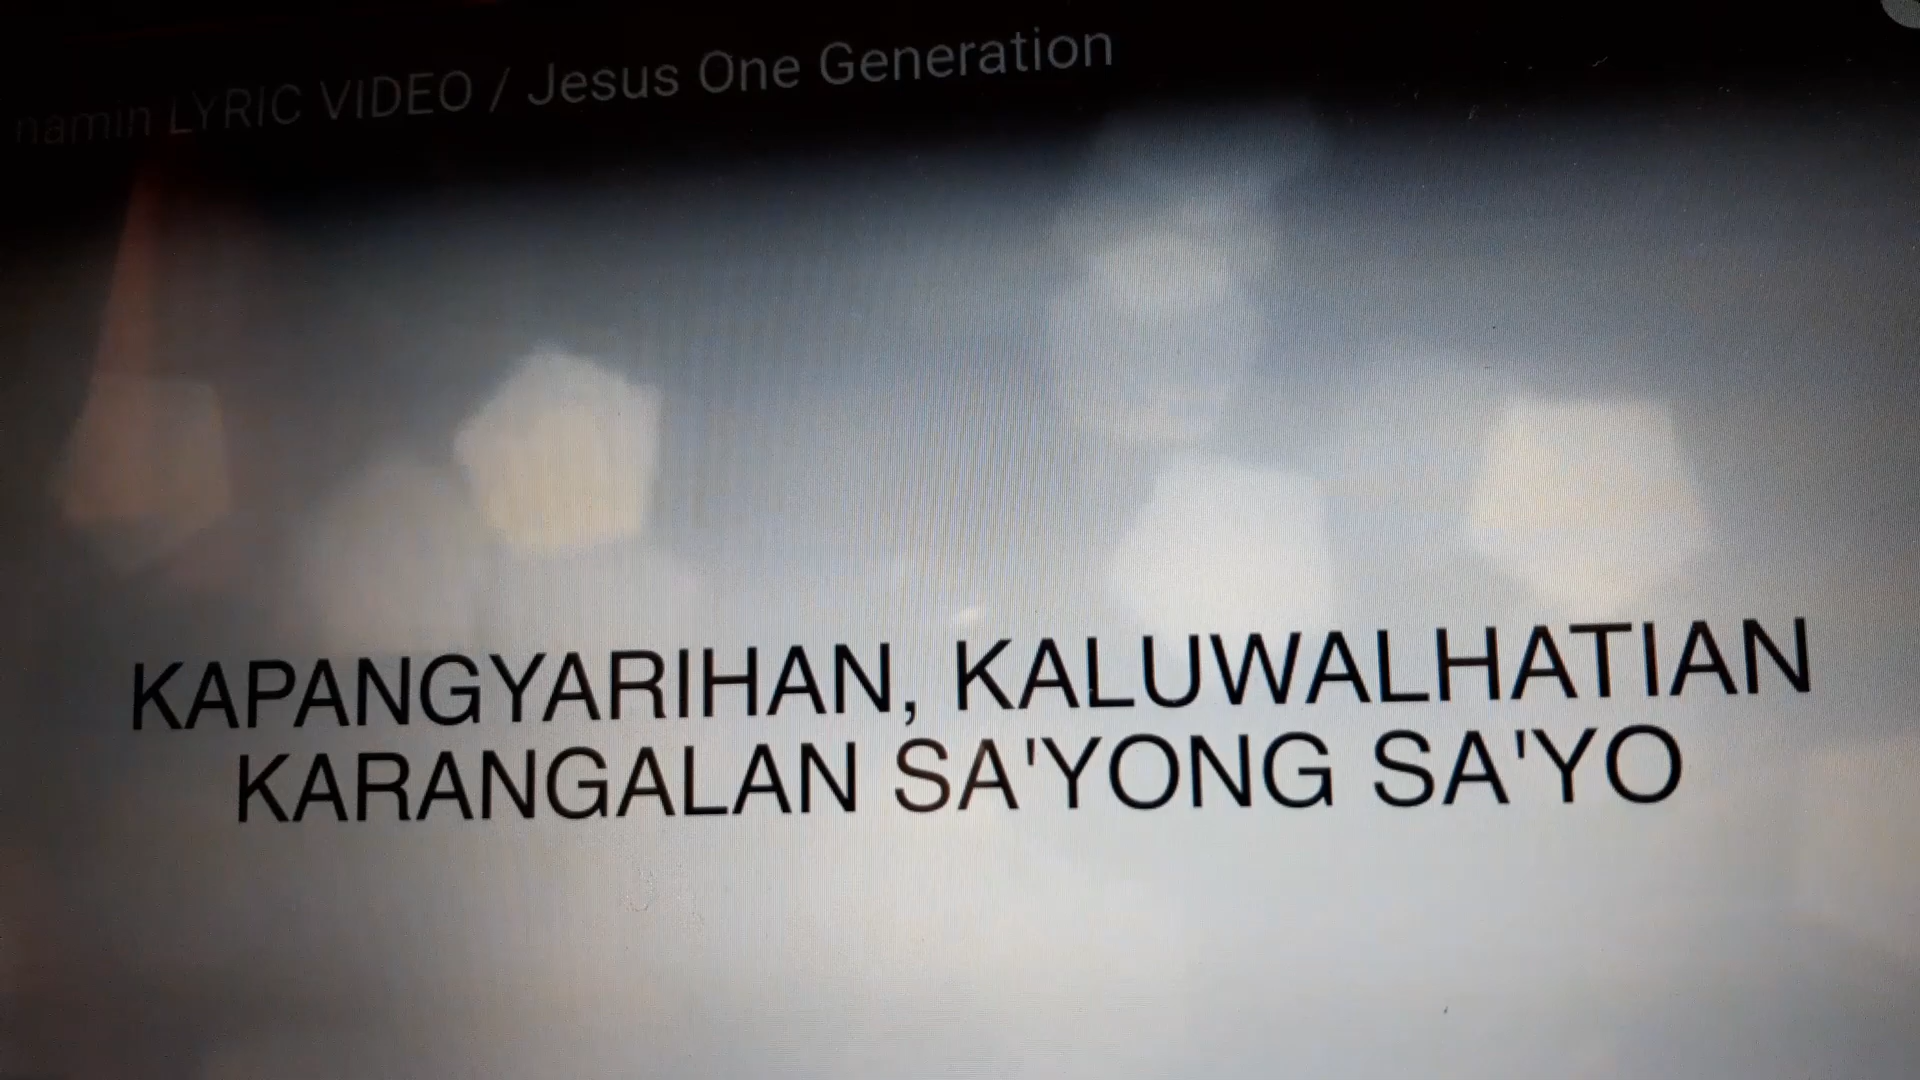 namin LYRIC VIDEO / Jesus One Generation
KAPANGYARIHAN, KALUWALHATIAN
KARANGALAN SA'YONG SA'YO